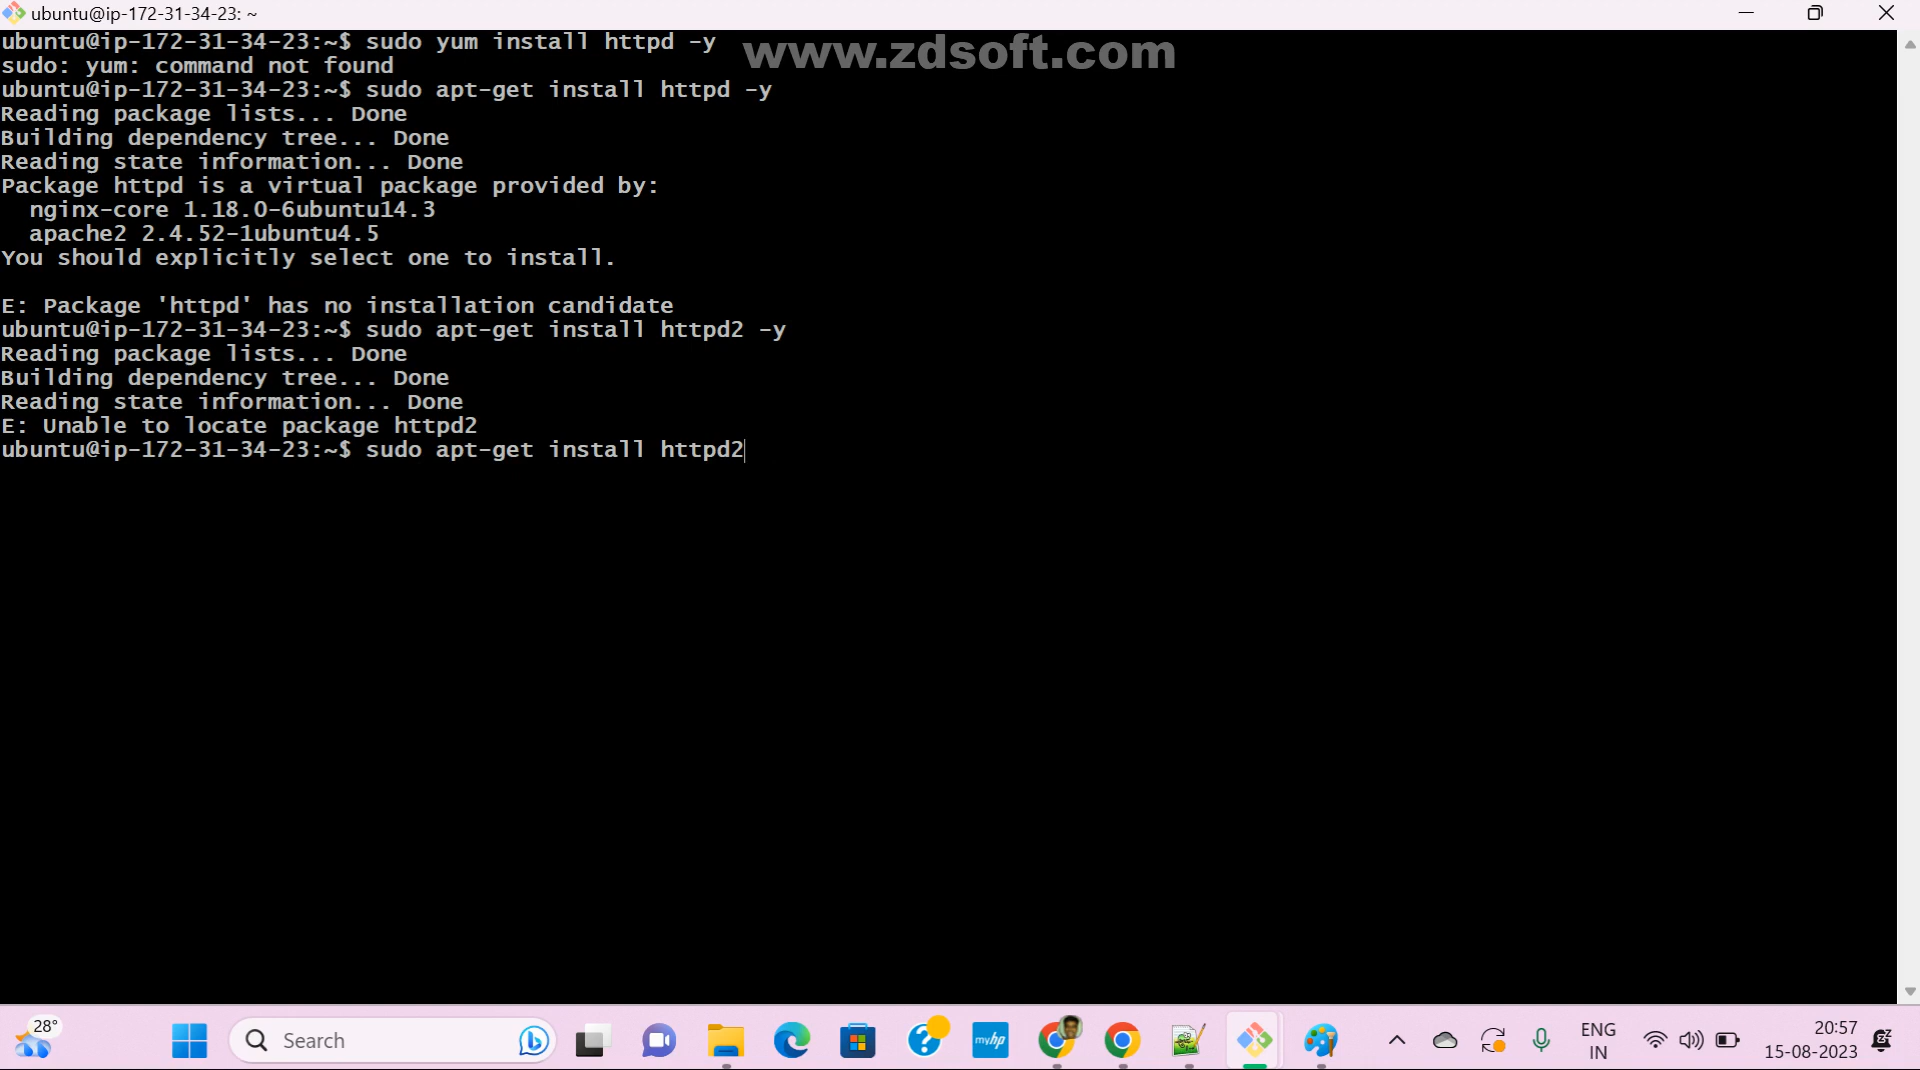 ubuntu@ip-172-31-34-23: ~
ubuntu@ip-172-31-34-23:~$ sudo yum install httpd -y
www.zdsoft.com
sudo: yum: command not found
ubuntu@ip-172-31-34-23:~$ sudo apt-get install httpd -y
Reading package lists... Done
Building dependency tree... Done
Reading state information... Done
Package httpd is a virtual package provided by:
  nginx-core 1.18.0-6ubuntu14.3
  apache2 2.4.52-1ubuntu4.5
You should explicitly select one to install.
E: Package 'httpd' has no installation candidate
ubuntu@ip-172-31-34-23:~$ sudo apt-get install httpd2 -y
Reading package lists... Done
Building dependency tree... Done
Reading state information... Done
E: Unable to locate package httpd2
ubuntu@ip-172-31-34-23:~$ sudo apt-get install httpd2
28°
Search
myhp
ENG
IN
20:57
15-08-2023